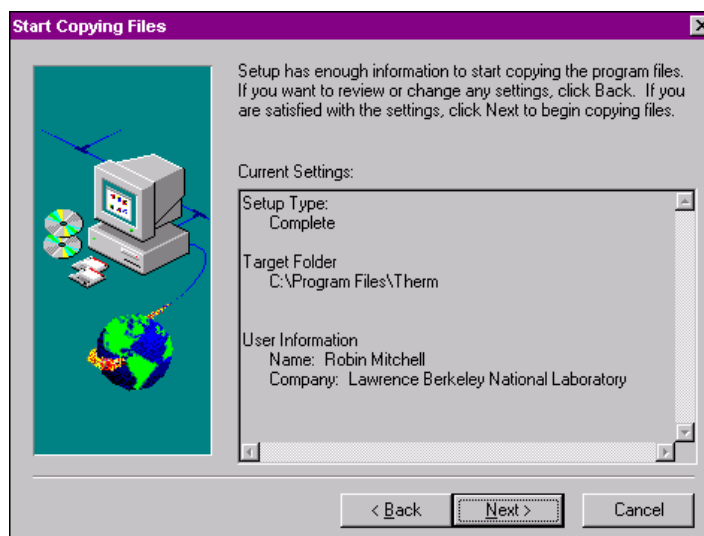 Start Copying Files
Setup has enough information to start copying the program files.
If you want to review or change any settings, click Back.  If you
are satisfied with the settings, click Next to begin copying files.
Current Settings:
Setup Type:
Complete
Target Folder
C:\Program Files\Therm
User Information
Name:  Robin Mitchell
Company:  Lawrence Berkeley National Laboratory
< Back
Next >
Cancel